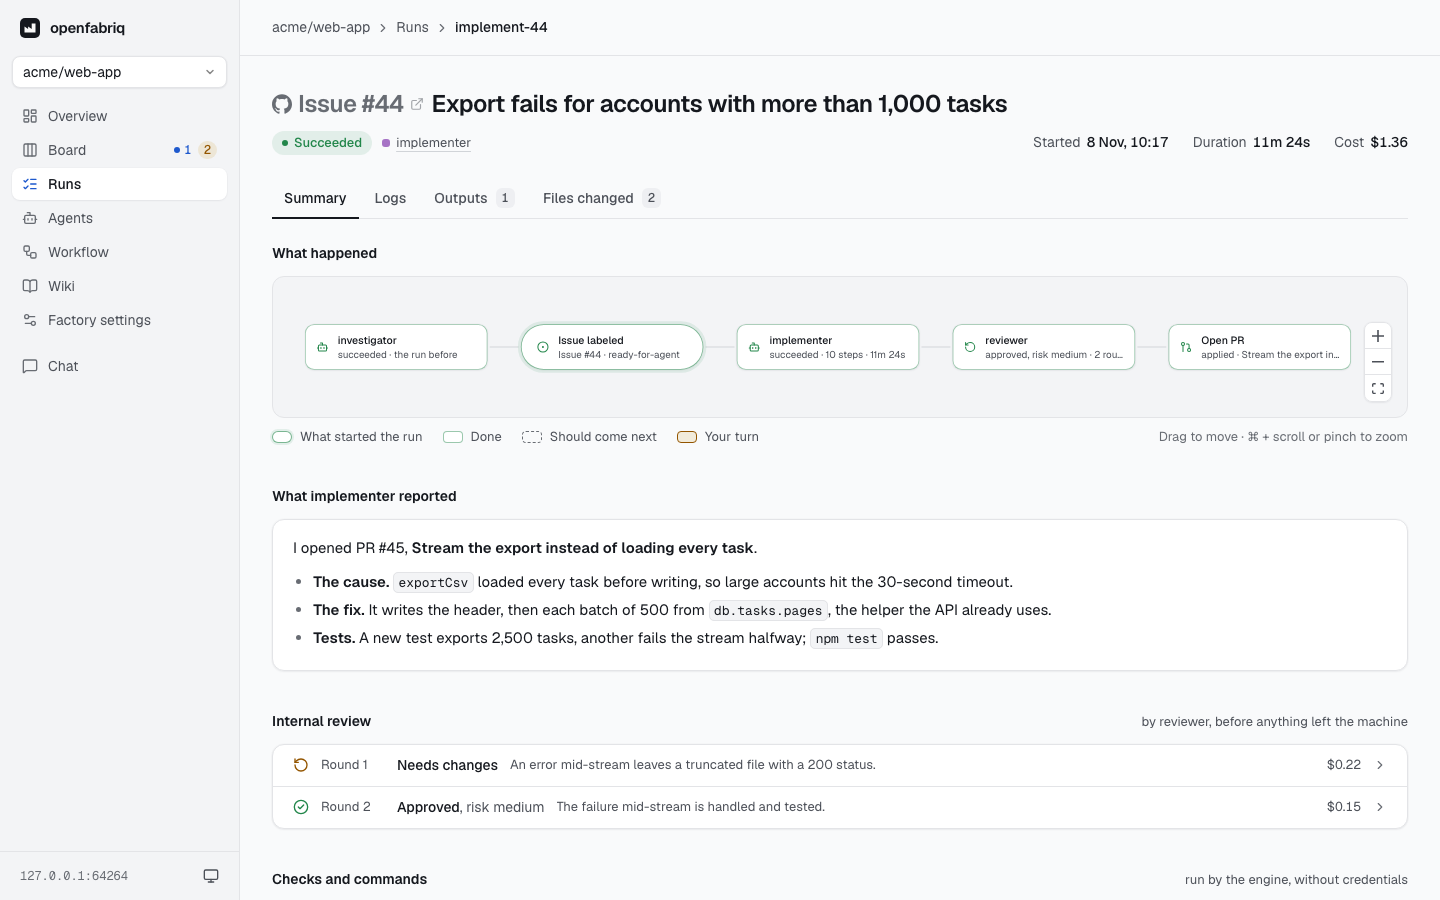 openfabriq
acme/web-app
Overview
Board 1 2
Runs
Agents
Workflow
Wiki
Factory settings
Chat
127.0.0.1:64264
acme/web-app > Runs > implement-44
Issue #44 Export fails for accounts with more than 1,000 tasks
Succeeded implementer Started 8 Nov, 10:17 Duration 11m 24s Cost $1.36
Summary Logs Outputs 1 Files changed 2
What happened
investigator
succeeded · the run before
Issue labeled
Issue #44 · ready-for-agent
implementer
succeeded · 10 steps · 11m 24s
reviewer
approved, risk medium · 2 rou...
Open PR
applied · Stream the export in...
What started the run Done Should come next Your turn Drag to move · ⌘ + scroll or pinch to zoom
What implementer reported
I opened PR #45, Stream the export instead of loading every task.
• The cause. exportCsv loaded every task before writing, so large accounts hit the 30-second timeout.
• The fix. It writes the header, then each batch of 500 from db.tasks.pages, the helper the API already uses.
• Tests. A new test exports 2,500 tasks, another fails the stream halfway; npm test passes.
Internal review by reviewer, before anything left the machine
Round 1 Needs changes An error mid-stream leaves a truncated file with a 200 status. $0.22
Round 2 Approved, risk medium The failure mid-stream is handled and tested. $0.15
Checks and commands run by the engine, without credentials